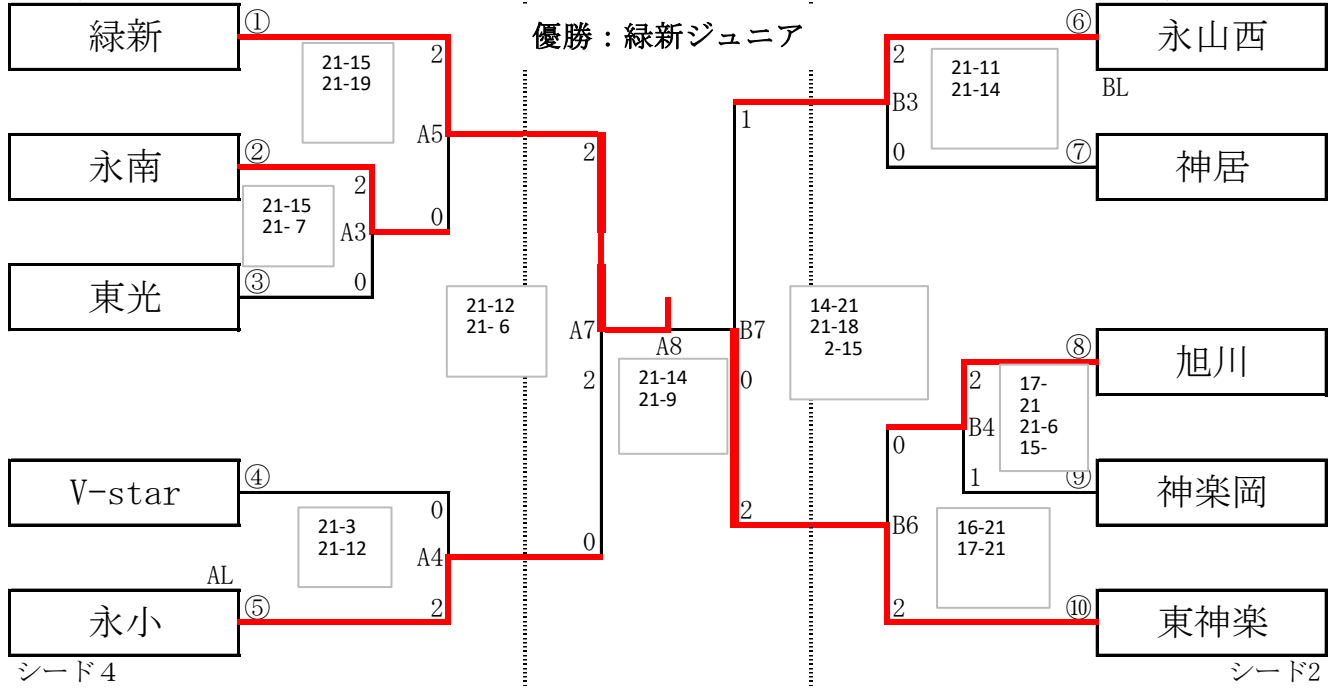 優勝：緑新ジュニア
緑新
①
2
21-15
21-19
A5
永南
②
2
21-15
21- 7
A3
0
0
東光
③
21-12
21- 6
2
A7
2
0
V-star
④
0
21-3
21-12
A4
AL
永小
⑤
2
シード４
A8
21-14
21-9
永山西
⑥
BL
2
21-11
21-14
B3
1
0
神居
⑦
14-21
21-18
2-15
B7
0
2
旭川
⑧
2
17-
21
21-6
15-
B4
0
1
神楽岡
⑨
B6
16-21
17-21
東神楽
⑩
2
シード2